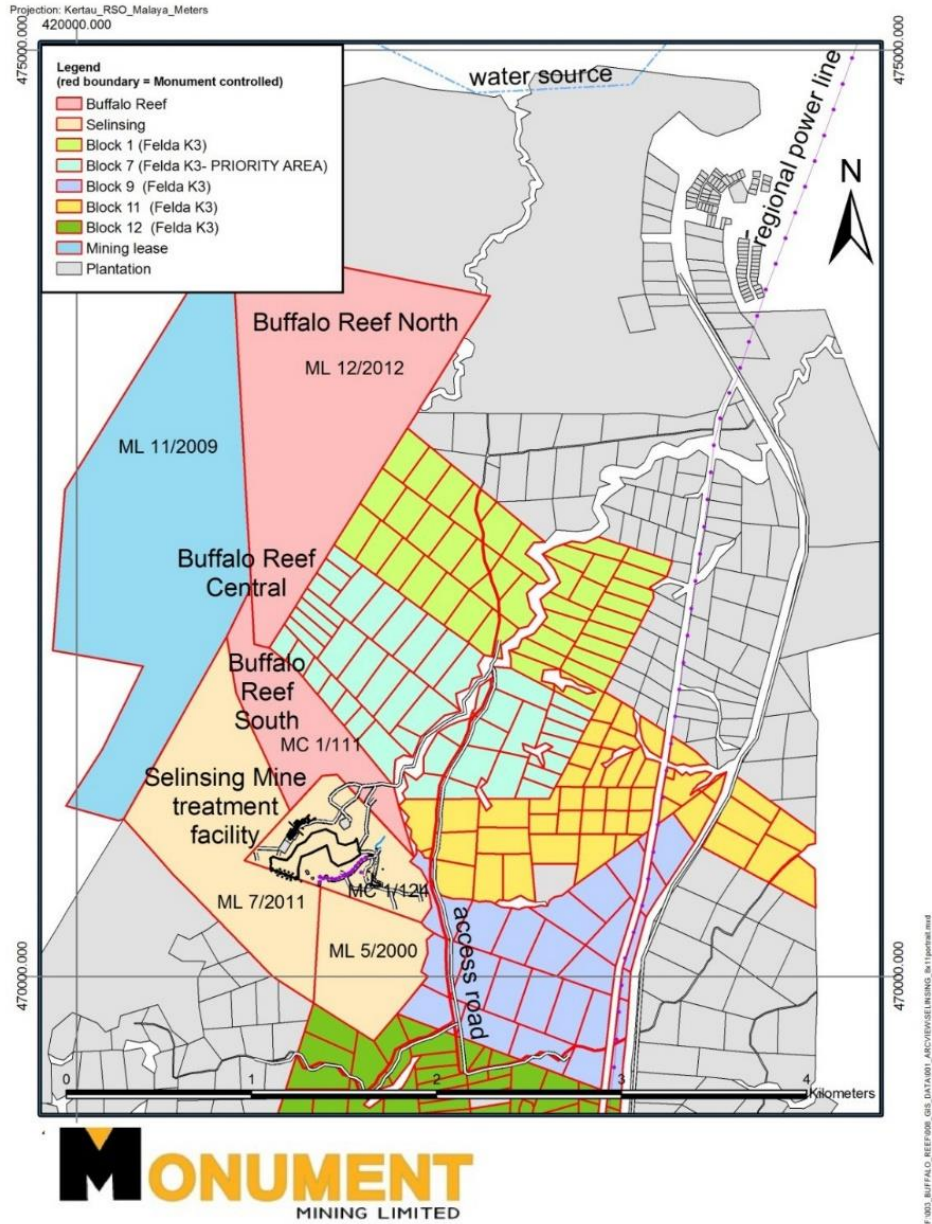 Projection: Kertau_RSO_Malaya_Meters
420000.000
475000.000
475000.000
Legend
(red boundary = Monument controlled)
Buffalo Reef
Selinsing
Block 1 (Felda K3)
Block 7 (Felda K3- PRIORITY AREA)
Block 9 (Felda K3)
Block 11 (Felda K3)
Block 12 (Felda K3)
Mining lease
Plantation
water source
regional power line
N
Buffalo Reef North
ML 12/2012
ML 11/2009
Buffalo Reef
Central
Buffalo
Reef
South
MC 1/111
Selinsing Mine
treatment
facility
MC 1/124
ML 7/2011
ML 5/2000
access road
470000.000
470000.000
0 1 2 3 4
Kilometers
MONUMENT
MINING LIMITED